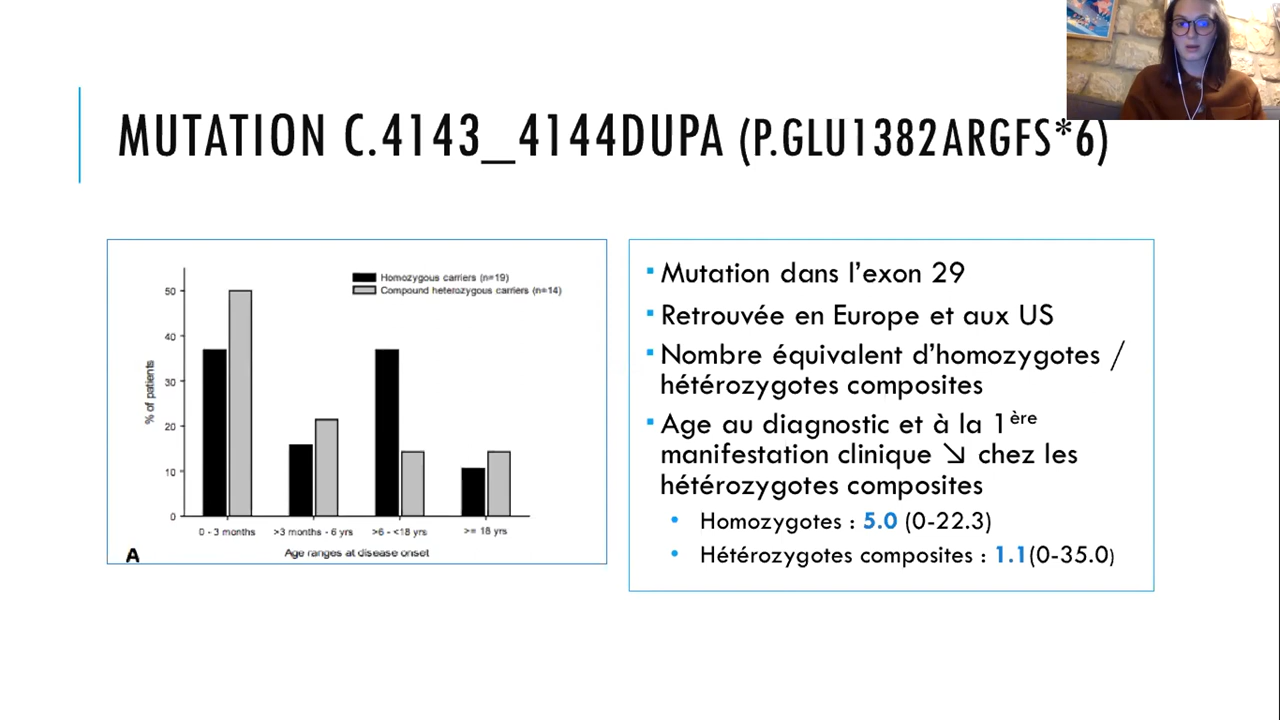 MUTATION C.4143_4144DUPA (P.GLU1382ARGFS*6)
Homozygous carriers (n=19)
Compound heterozygous carriers (n=14)
50
40
30
20
10
0
% of patients
0 - 3 months
>3 months - 6 yrs
>6 - <18 yrs
>= 18 yrs
Age ranges at disease onset
A
▪ Mutation dans l’exon 29
▪ Retrouvée en Europe et aux US
▪ Nombre équivalent d’homozygotes /
hétérozygotes composites
▪ Age au diagnostic et à la 1ère
manifestation clinique ↘ chez les
hétérozygotes composites
• Homozygotes : 5.0 (0-22.3)
• Hétérozygotes composites : 1.1(0-35.0)